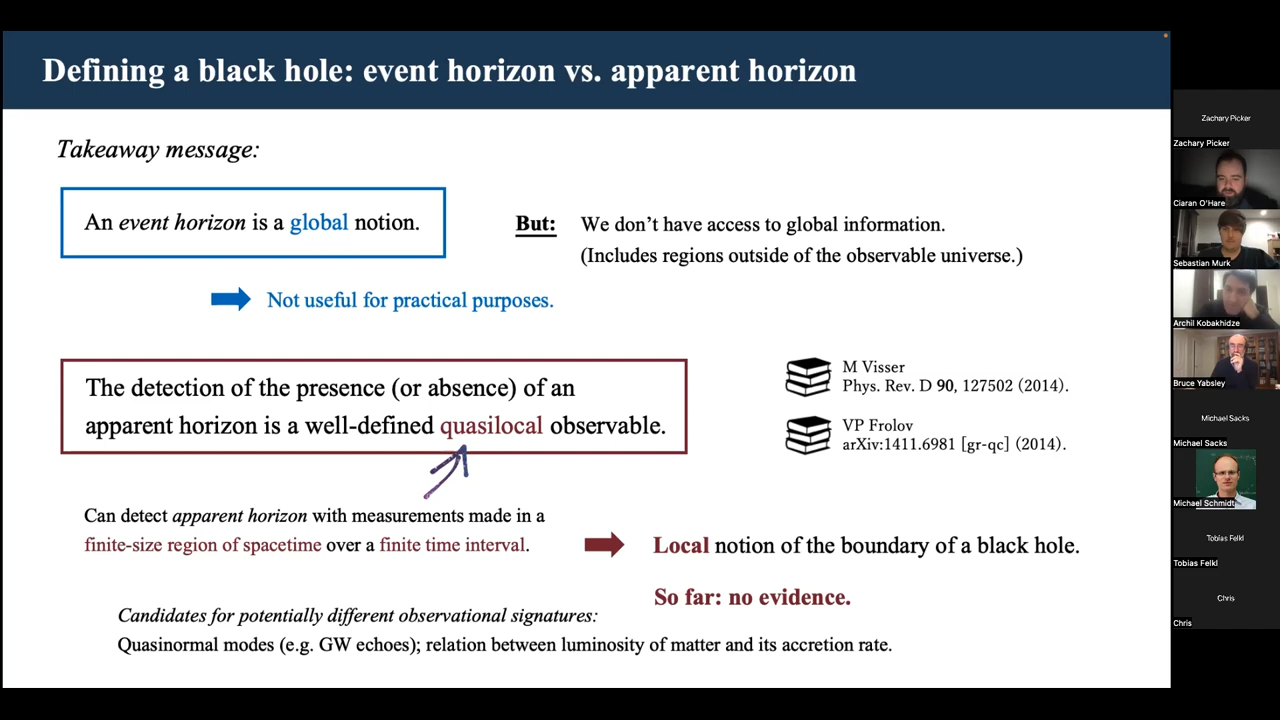 Defining a black hole: event horizon vs. apparent horizon
Takeaway message:
An event horizon is a global notion.
But: We don’t have access to global information.
(Includes regions outside of the observable universe.)
Not useful for practical purposes.
The detection of the presence (or absence) of an
apparent horizon is a well-defined quasilocal observable.
M Visser
Phys. Rev. D 90, 127502 (2014).
VP Frolov
arXiv:1411.6981 [gr-qc] (2014).
Can detect apparent horizon with measurements made in a
finite-size region of spacetime over a finite time interval.
Local notion of the boundary of a black hole.
So far: no evidence.
Candidates for potentially different observational signatures:
Quasinormal modes (e.g. GW echoes); relation between luminosity of matter and its accretion rate.
Zachary Picker
Zachary Picker
Ciaran O'Hare
Sebastian Murk
Archil Kobakhidze
Bruce Yabsley
Michael Sacks
Michael Sacks
Michael Schmidt
Tobias Felkl
Tobias Felkl
Chris
Chris